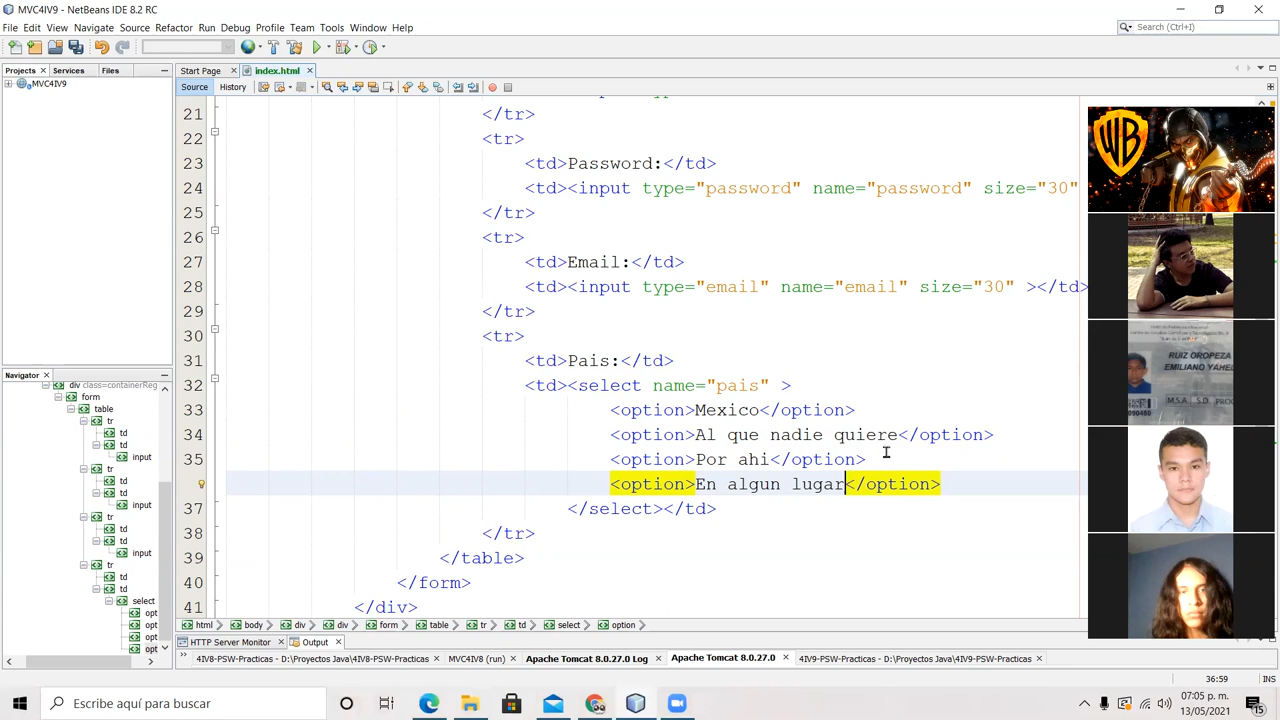 MVC4IV9 - NetBeans IDE 8.2 RC
File Edit View Navigate Source Refactor Run Debug Profile Team Tools Window Help
Search (Ctrl+I)
Projects Services Files
Start Page index.html
MVC4IV9
Source History
21 </tr>
22 <tr>
23 <td>Password:</td>
24 <td><input type="password" name="password" size="30"
25 </tr>
26 <tr>
27 <td>Email:</td>
28 <td><input type="email" name="email" size="30" ></td>
29 </tr>
30 <tr>
31 <td>Pais:</td>
32 <td><select name="pais" >
33 <option>Mexico</option>
34 <option>Al que nadie quiere</option>
35 <option>Por ahi</option>
<option>En algun lugar</option>
37 </select></td>
38 </tr>
39 </table>
40 </form>
41 </div>
Navigator
div class=containerReg
form
table
tr
td
td
input
tr
td
td
input
tr
td
td
input
tr
td
td
select
opt
opt
opt
opt
WB
RUIZ OROPEZA
EMILIANO YAHE
M.S.A S.D PROG
html body div div form table tr td select option
HTTP Server Monitor Output
4IV8-PSW-Practicas - D:\Proyectos Java\4IV8-PSW-Practicas MVC4IV8 (run) Apache Tomcat 8.0.27.0 Log Apache Tomcat 8.0.27.0 4IV9-PSW-Practicas - D:\Proyectos Java\4IV9-PSW-Practicas
36:59 INS
Escribe aquí para buscar
07:05 p. m.
13/05/2021
15